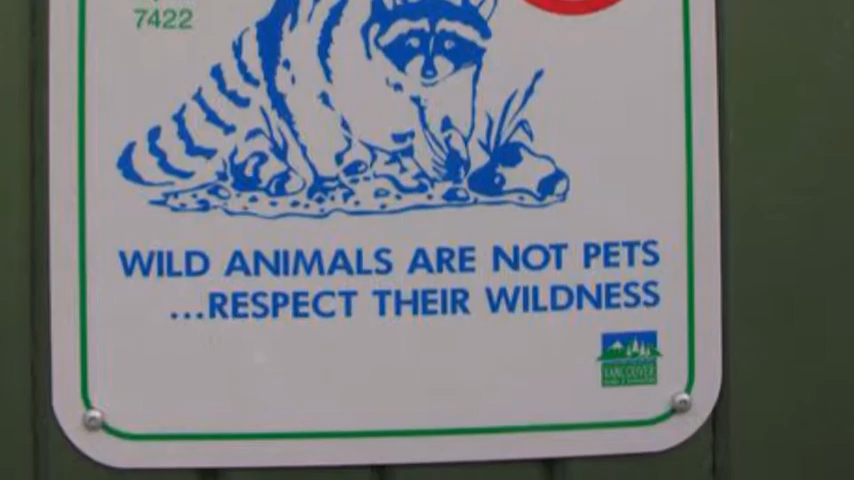 7422
WILD ANIMALS ARE NOT PETS
...RESPECT THEIR WILDNESS
VANCOUVER